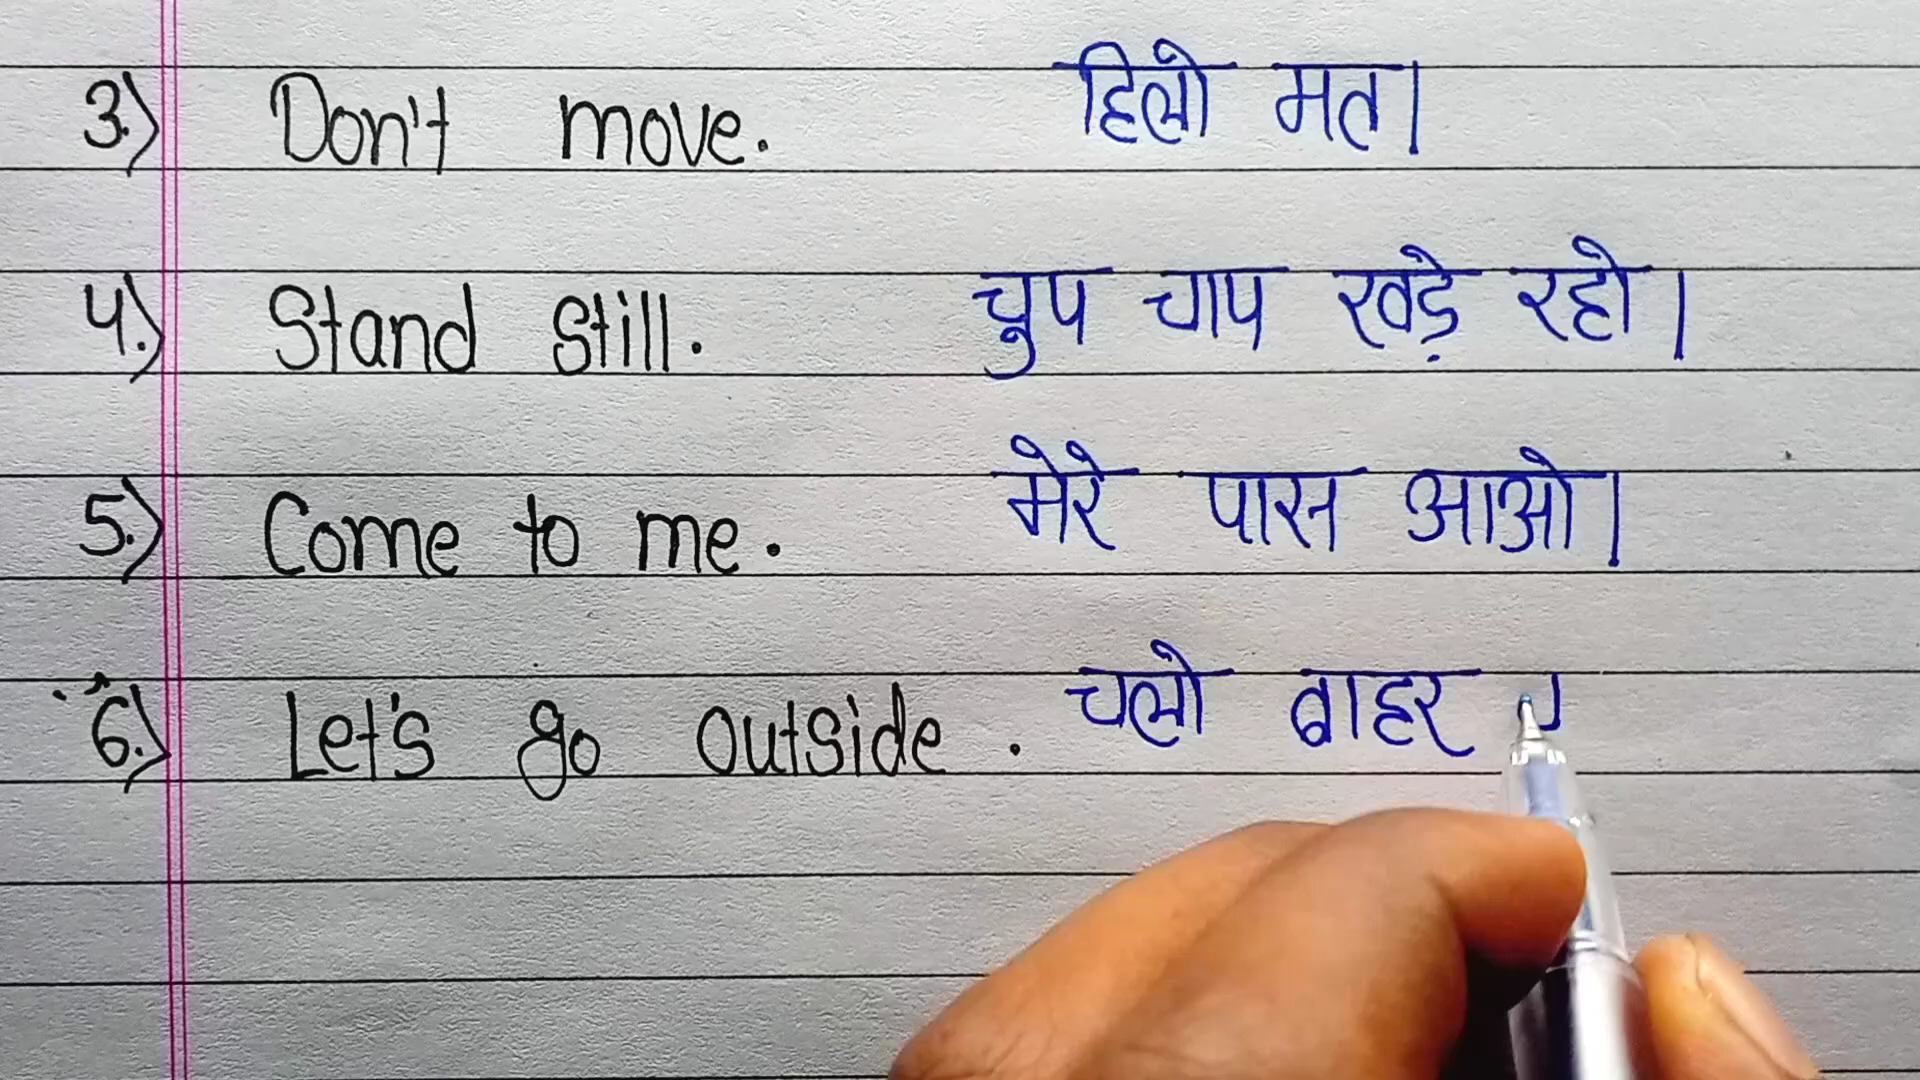 3.) Don't move. हिलो मत।
4.) Stand still. चुप चाप खड़े रहो।
5.) Come to me. मेरे पास आओ।
6.) Let's go outside. चलो बाहर